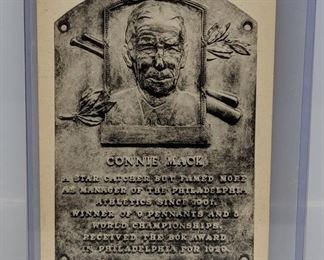 CONNIE MACK
A STAR CATCHER BUT FAMED MORE
AS MANAGER OF THE PHILADELPHIA
ATHLETICS SINCE 1901.
WINNER OF 9 PENNANTS AND 5
WORLD CHAMPIONSHIPS.
RECEIVED THE BOK AWARD
IN PHILADELPHIA FOR 1929.